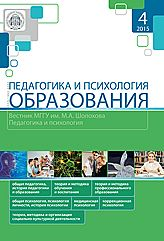 4
2015
ПЕДАГОГИКА И ПСИХОЛОГИЯ
ОБРАЗОВАНИЯ
Вестник МГГУ им. М.А. Шолохова
Педагогика и психология
общая педагогика,
история педагогики
и образования
теория и методика
обучения
и воспитания
теория и методика
профессионального
образования
общая психология, психология
личности, история психологии
медицинская
психология
коррекционная
психология
теория, методика и организация
социально-культурной деятельности